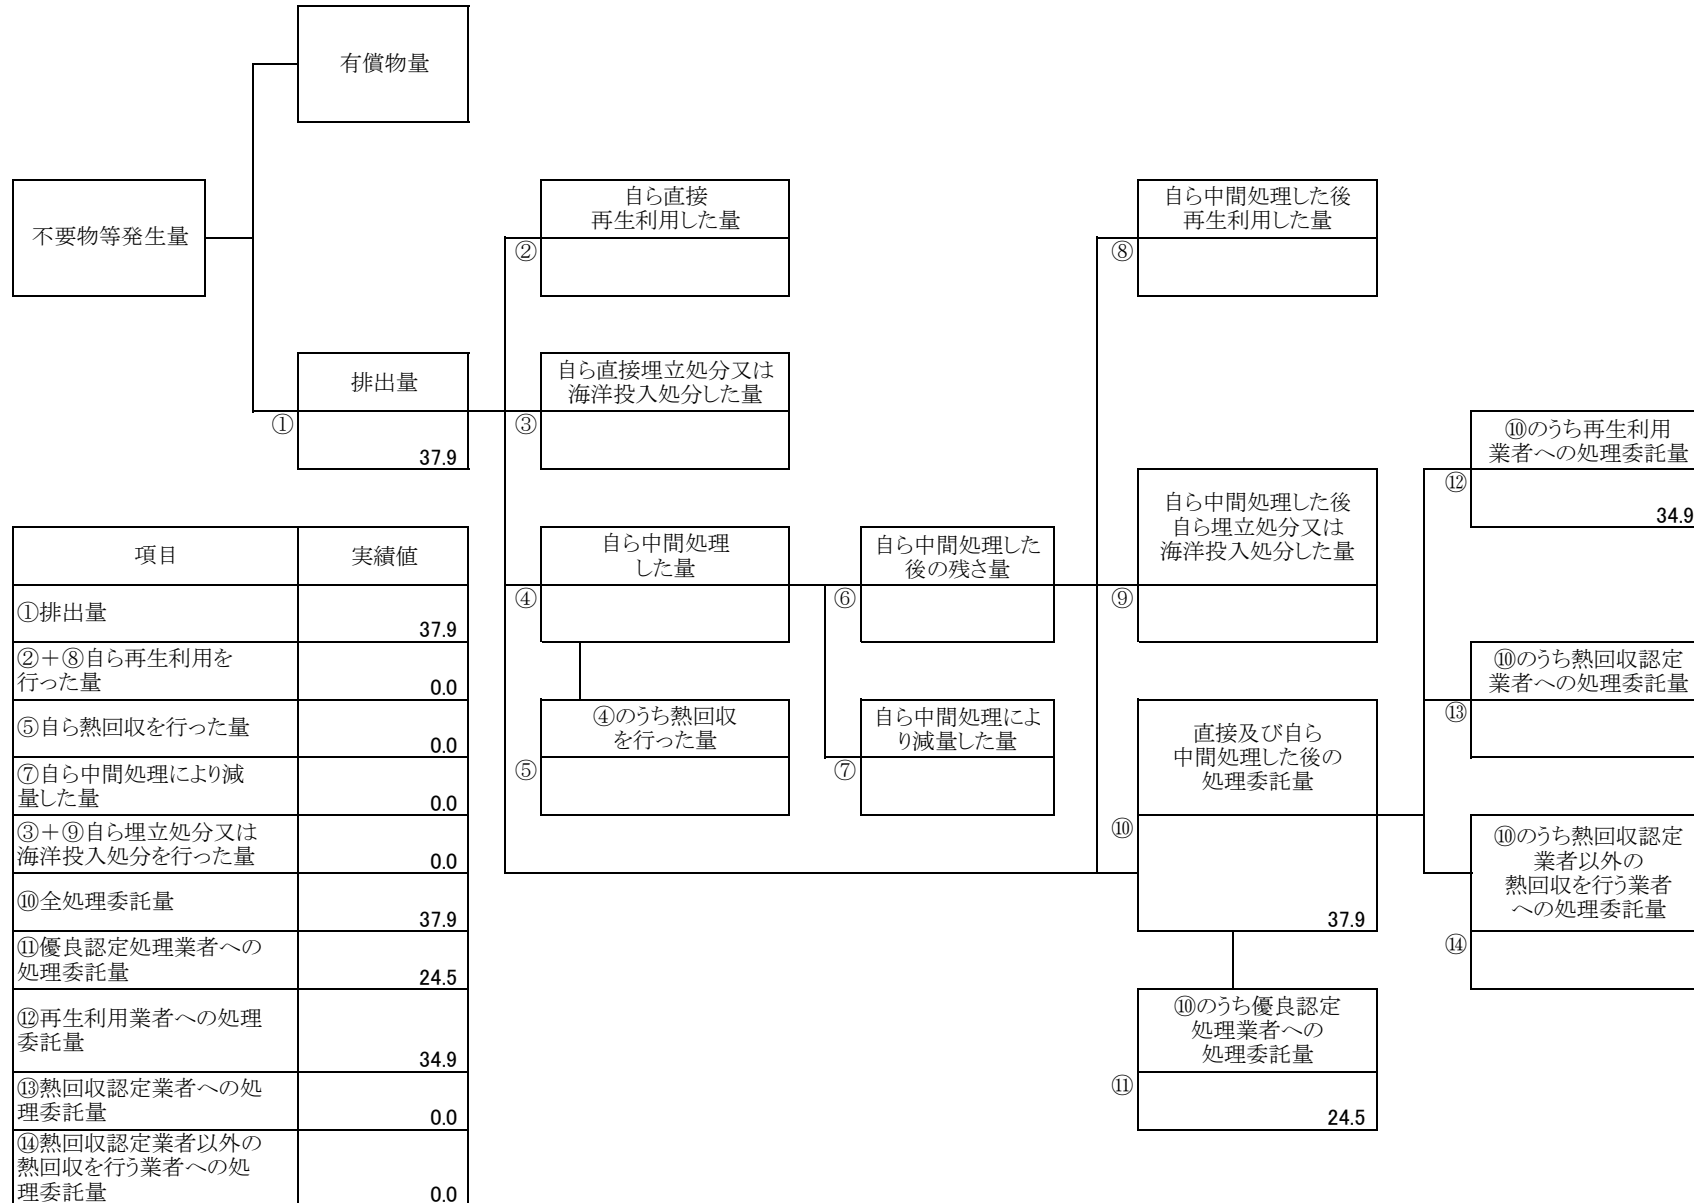 有償物量
不要物等発生量
自ら直接
再生利用した量
②
自ら中間処理した後
再生利用した量
⑧
排出量
①
37.9
自ら直接埋立処分又は
海洋投入処分した量
③
⑩のうち再生利用
業者への処理委託量
⑫
34.9
自ら中間処理した後
自ら埋立処分又は
海洋投入処分した量
⑨
自ら中間処理
した量
④
自ら中間処理した
後の残さ量
⑥
⑩のうち熱回収認定
業者への処理委託量
⑬
④のうち熱回収
を行った量
⑤
自ら中間処理によ
り減量した量
⑦
直接及び自ら
中間処理した後の
処理委託量
⑩
37.9
⑩のうち熱回収認定
業者以外の
熱回収を行う業者
への処理委託量
⑭
⑩のうち優良認定
処理業者への
処理委託量
⑪
24.5
項目
実績値
①排出量
37.9
②＋⑧自ら再生利用を
行った量
0.0
⑤自ら熱回収を行った量
0.0
⑦自ら中間処理により減
量した量
0.0
③＋⑨自ら埋立処分又は
海洋投入処分を行った量
0.0
⑩全処理委託量
37.9
⑪優良認定処理業者への
処理委託量
24.5
⑫再生利用業者への処理
委託量
34.9
⑬熱回収認定業者への処
理委託量
0.0
⑭熱回収認定業者以外の
熱回収を行う業者への処
理委託量
0.0